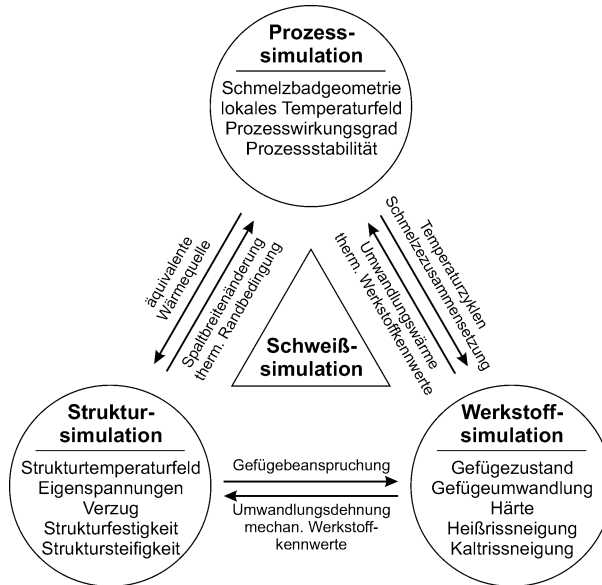 Prozess-
simulation
Schmelzbadgeometrie
lokales Temperaturfeld
Prozesswirkungsgrad
Prozessstabilität
äquivalente
Wärmequelle
Spaltbreitenänderung
therm. Randbedingung
Temperaturzyklen
Schmelzezusammensetzung
Umwandlungswärme
therm. Werkstoffkennwerte
Schweiß-
simulation
Struktur-
simulation
Strukturtemperaturfeld
Eigenspannungen
Verzug
Strukturfestigkeit
Struktursteifigkeit
Gefügebeanspruchung
Umwandlungsdehnung
mechan. Werkstoff-
kennwerte
Werkstoff-
simulation
Gefügezustand
Gefügeumwandlung
Härte
Heißrissneigung
Kaltrissneigung